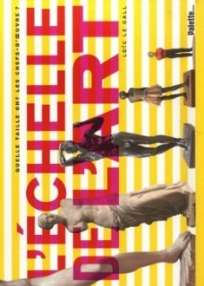 QUELLE TAILLE ONT LES CHEFS-D'ŒUVRE ?
L'ÉCHELLE
DE L'ART
LOÏC LE GALL
Palette...